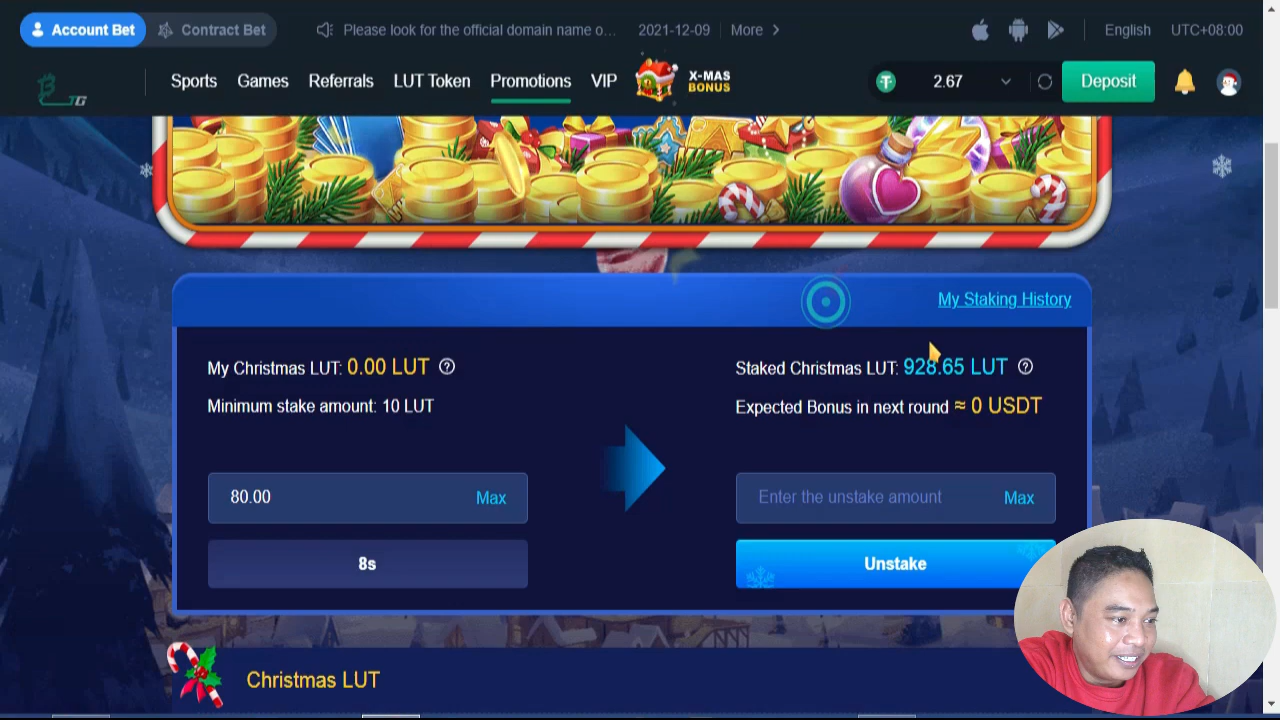 Account Bet
Contract Bet
Please look for the official domain name o...
2021-12-09
More
English
UTC+08:00
Sports
Games
Referrals
LUT Token
Promotions
VIP
X-MAS
BONUS
2.67
Deposit
My Staking History
My Christmas LUT: 0.00 LUT ?
Staked Christmas LUT: 928.65 LUT ?
Minimum stake amount: 10 LUT
Expected Bonus in next round ≈ 0 USDT
80.00
Max
Enter the unstake amount
Max
8s
Unstake
Christmas LUT